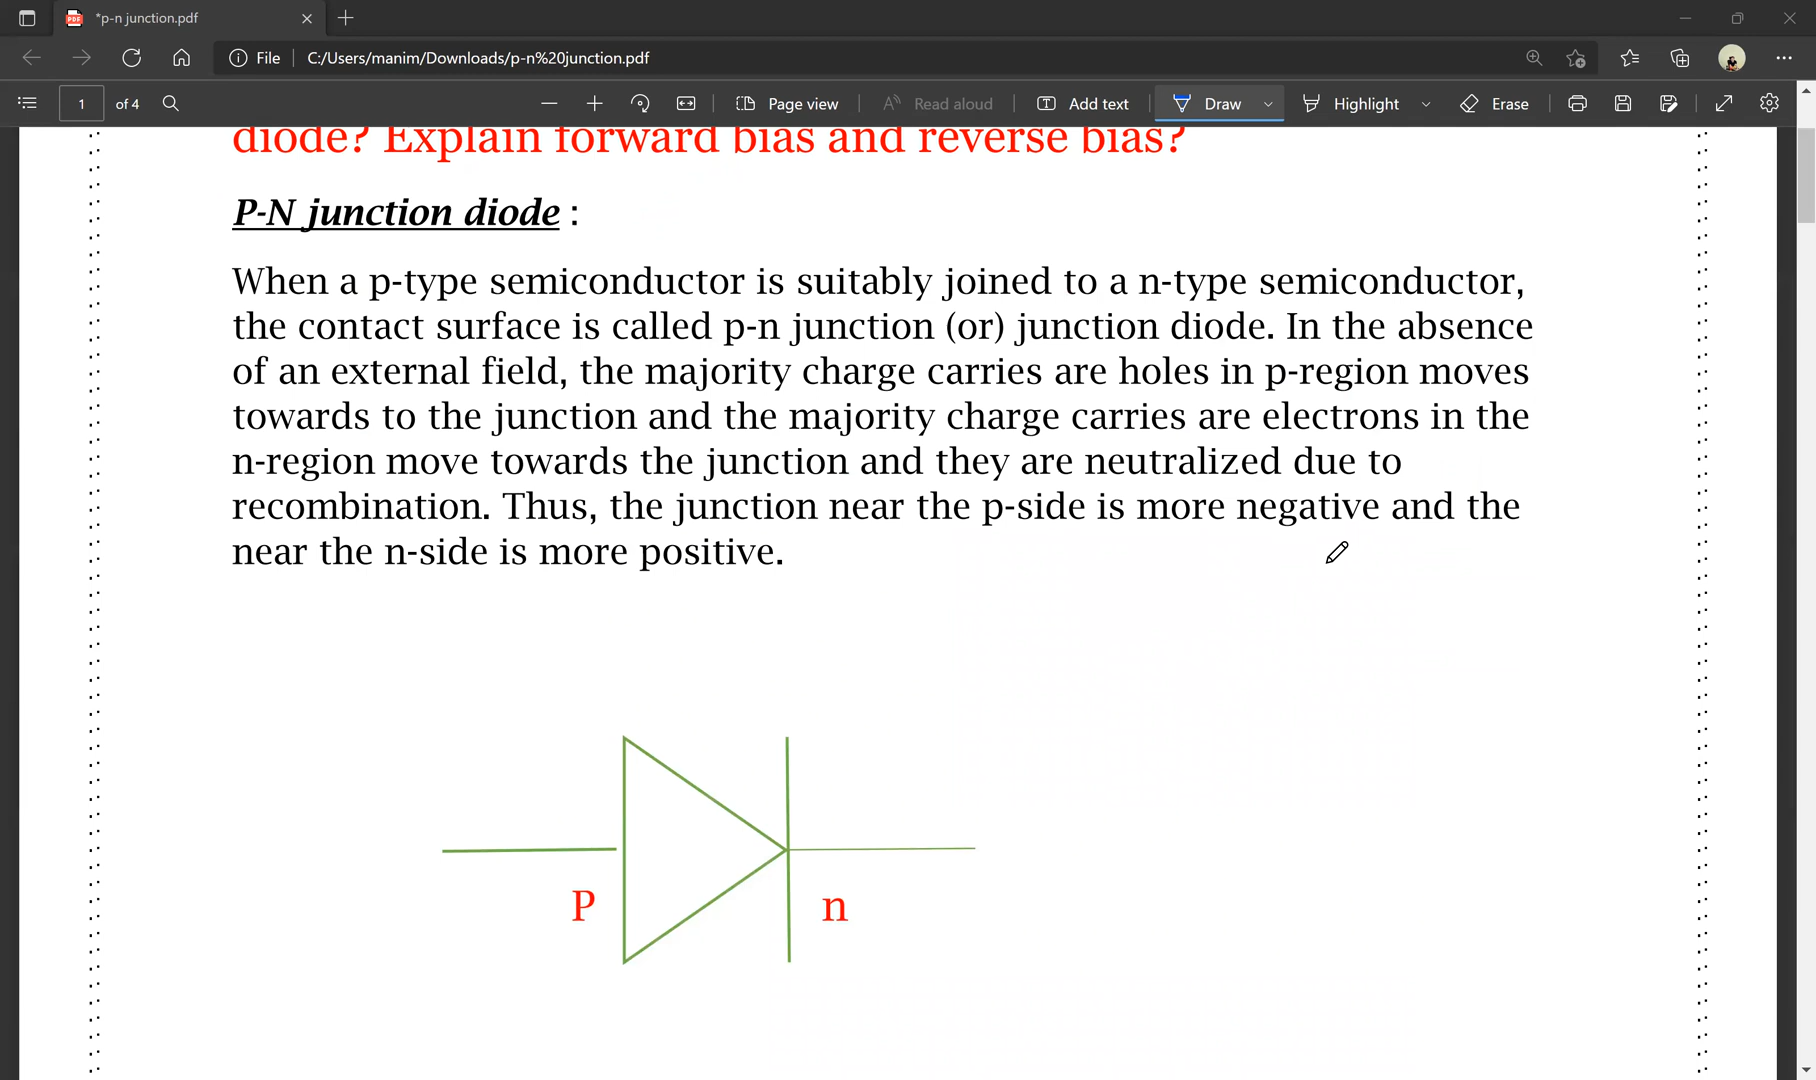 *p-n junction.pdf
File
C:/Users/manim/Downloads/p-n%20junction.pdf
1 of 4
Page view
Read aloud
Add text
Draw
Highlight
Erase
diode? Explain forward bias and reverse bias?
P-N junction diode :
When a p-type semiconductor is suitably joined to a n-type semiconductor,
the contact surface is called p-n junction (or) junction diode. In the absence
of an external field, the majority charge carries are holes in p-region moves
towards to the junction and the majority charge carries are electrons in the
n-region move towards the junction and they are neutralized due to
recombination. Thus, the junction near the p-side is more negative and the
near the n-side is more positive.
P
n